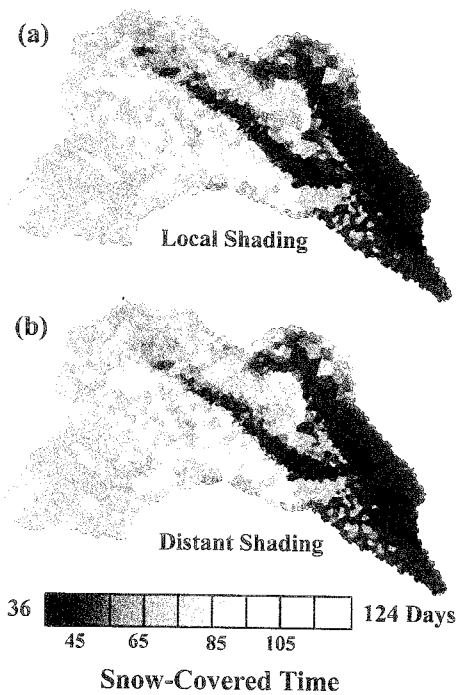 (a)
Local Shading
(b)
Distant Shading
36 124 Days
45 65 85 105
Snow-Covered Time